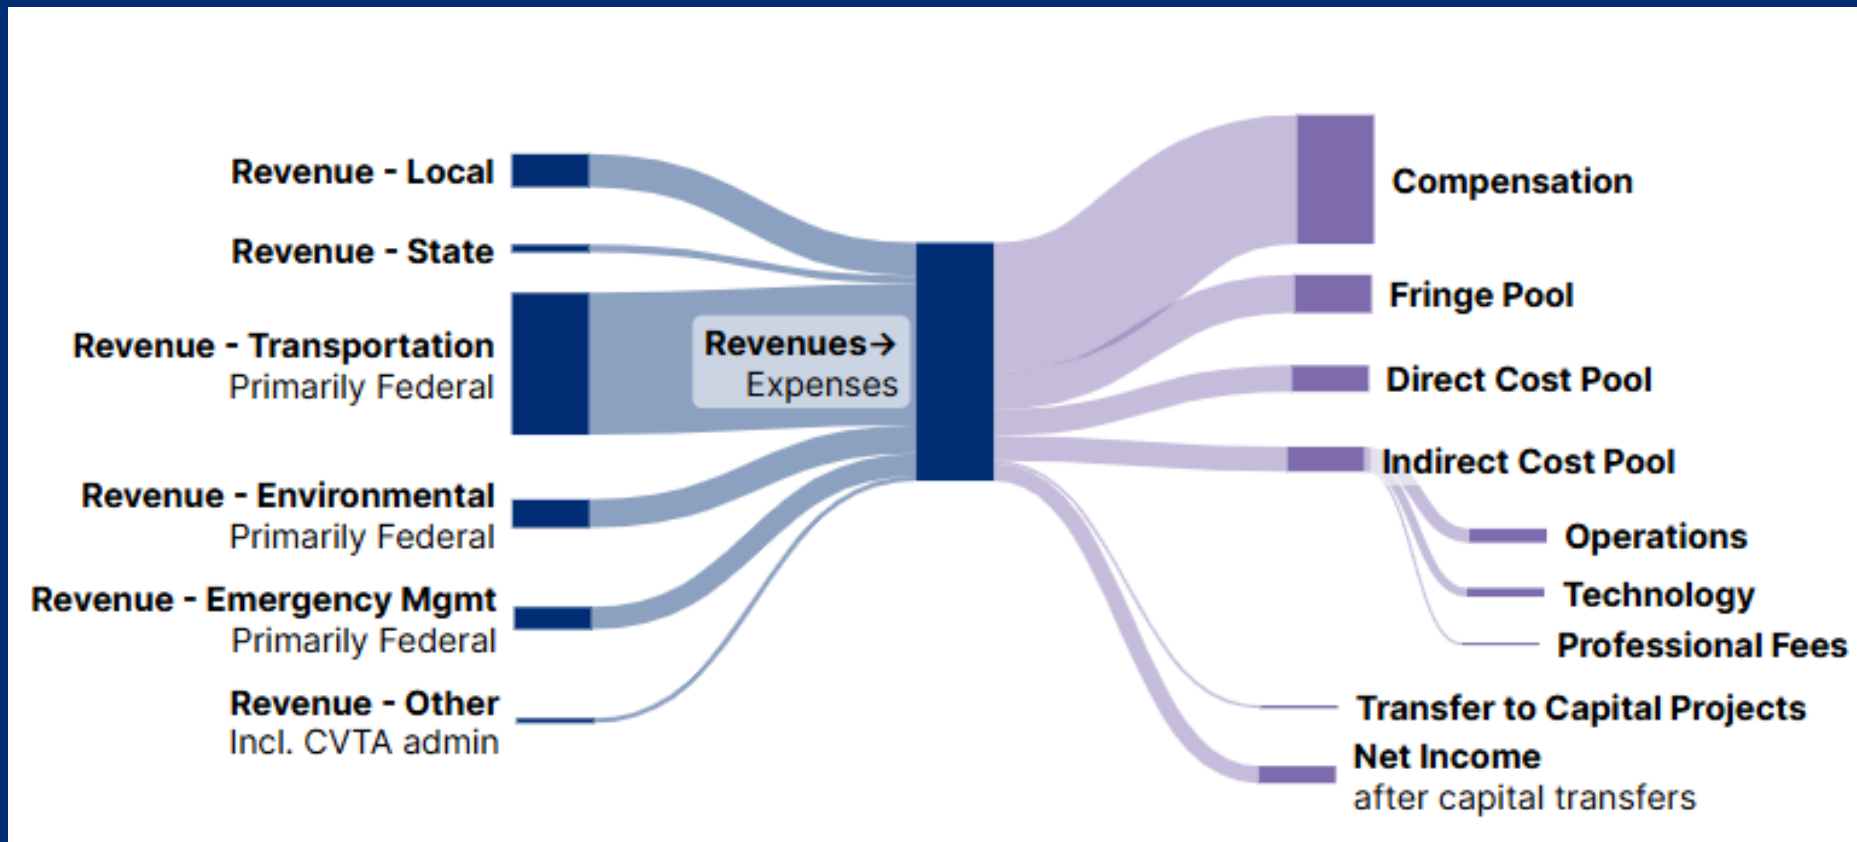 Revenue - Local
Revenue - State
Revenue - Transportation
Primarily Federal
Revenue - Environmental
Primarily Federal
Revenue - Emergency Mgmt
Primarily Federal
Revenue - Other
Incl. CVTA admin
Revenues→
Expenses
Compensation
Fringe Pool
Direct Cost Pool
Indirect Cost Pool
Operations
Technology
Professional Fees
Transfer to Capital Projects
Net Income
after capital transfers